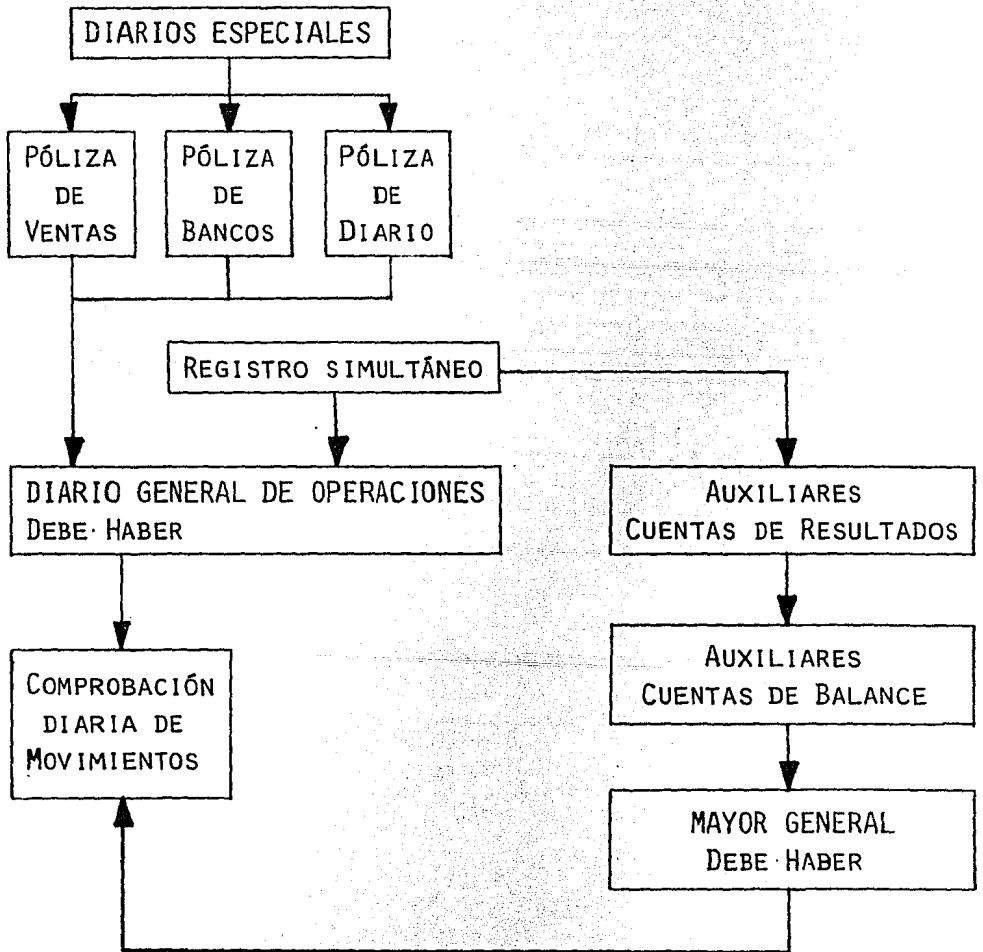 DIARIOS ESPECIALES
PÓLIZA
DE
VENTAS
PÓLIZA
DE
BANCOS
PÓLIZA
DE
DIARIO
REGISTRO SIMULTÁNEO
DIARIO GENERAL DE OPERACIONES
DEBE·HABER
AUXILIARES
CUENTAS DE RESULTADOS
COMPROBACIÓN
DIARIA DE
MOVIMIENTOS
AUXILIARES
CUENTAS DE BALANCE
MAYOR GENERAL
DEBE·HABER